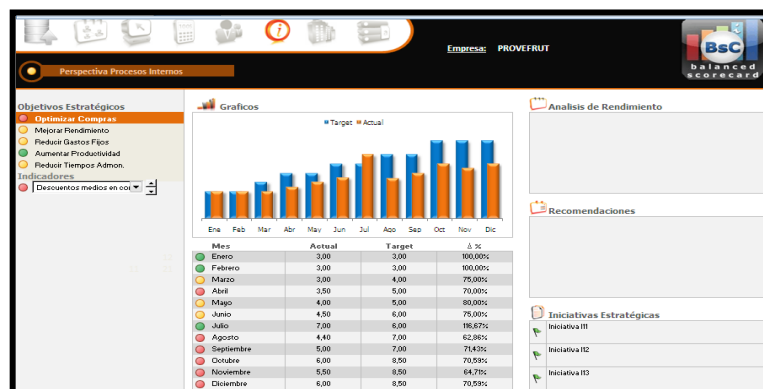 Empresa: PROVEFRUT
BSC
balanced
scorecard
Perspectiva Procesos Internos
Objetivos Estratégicos
Optimizar Compras
Mejorar Rendimiento
Reducir Gastos Fijos
Aumentar Productividad
Reducir Tiempos Admon.
Indicadores
Descuentos medios en co
Graficos
Target Actual
Ene Feb Mar Abr May Jun Jul Ago Sep Oct Nov Dic
Mes Actual Target Δ %
Enero 3,00 3,00 100,00%
Febrero 3,00 3,00 100,00%
Marzo 3,00 4,00 75,00%
Abril 3,50 5,00 70,00%
Mayo 4,00 5,00 80,00%
Junio 4,50 6,00 75,00%
Julio 7,00 6,00 116,67%
Agosto 4,40 7,00 62,86%
Septiembre 5,00 7,00 71,43%
Octubre 6,00 8,50 70,59%
Noviembre 5,50 8,50 64,71%
Diciembre 6,00 8,50 70,59%
Analisis de Rendimiento
Recomendaciones
Iniciativas Estratégicas
Iniciativa I11
Iniciativa I12
Iniciativa I13